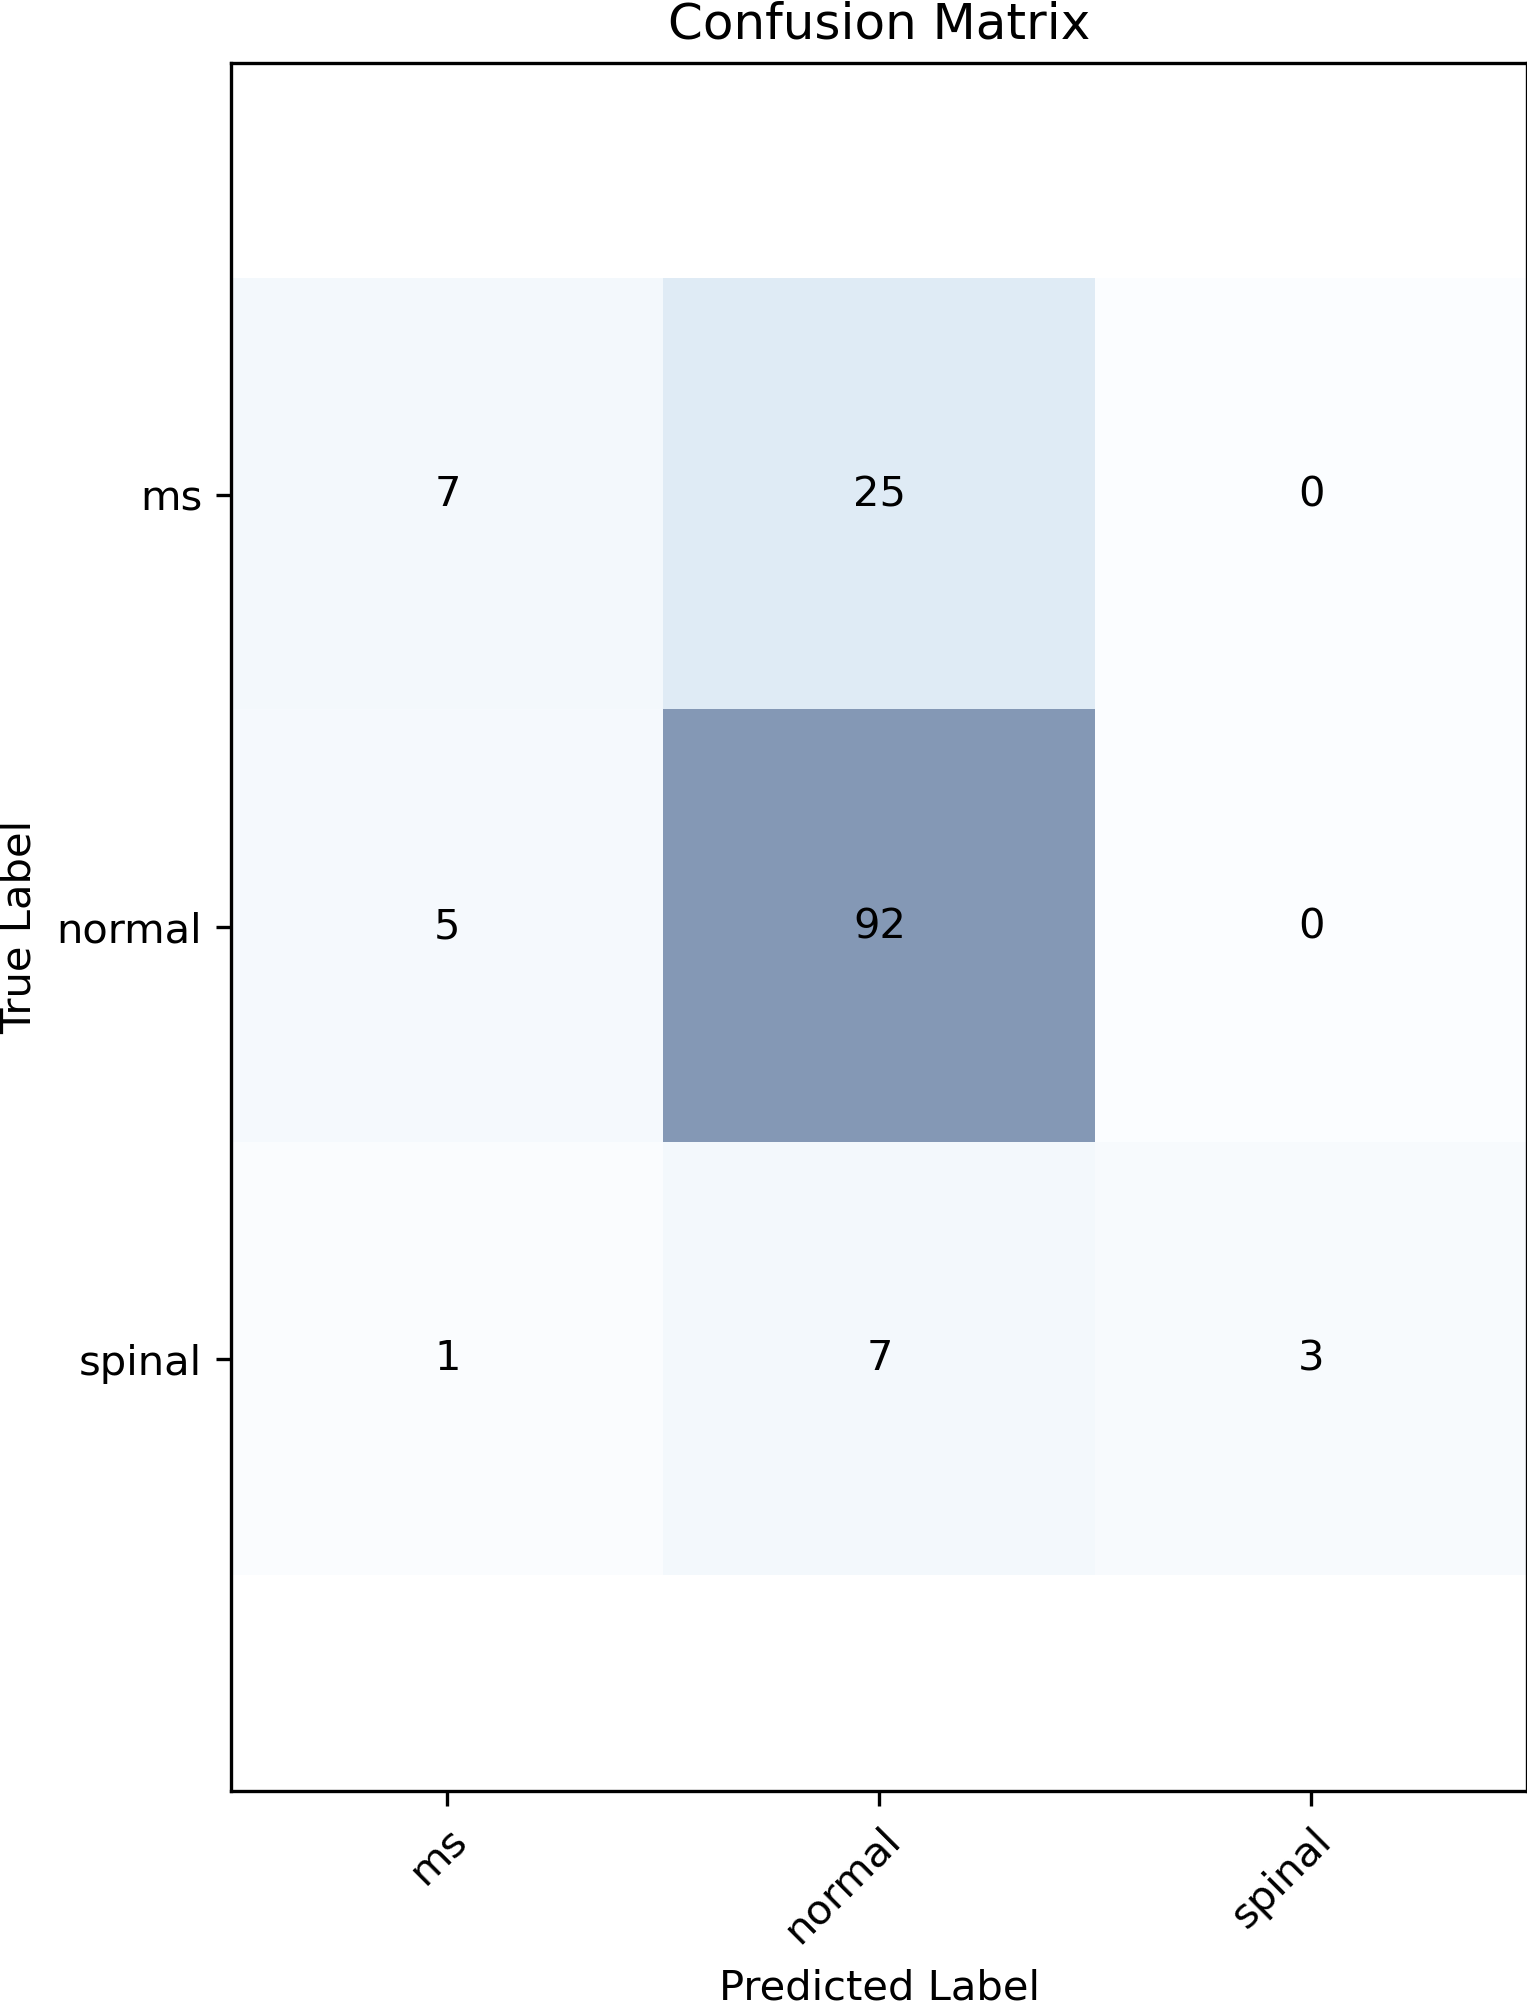 Confusion Matrix
True Label
ms
7 25 0
normal
5 92 0
spinal
1 7 3
ms normal spinal
Predicted Label